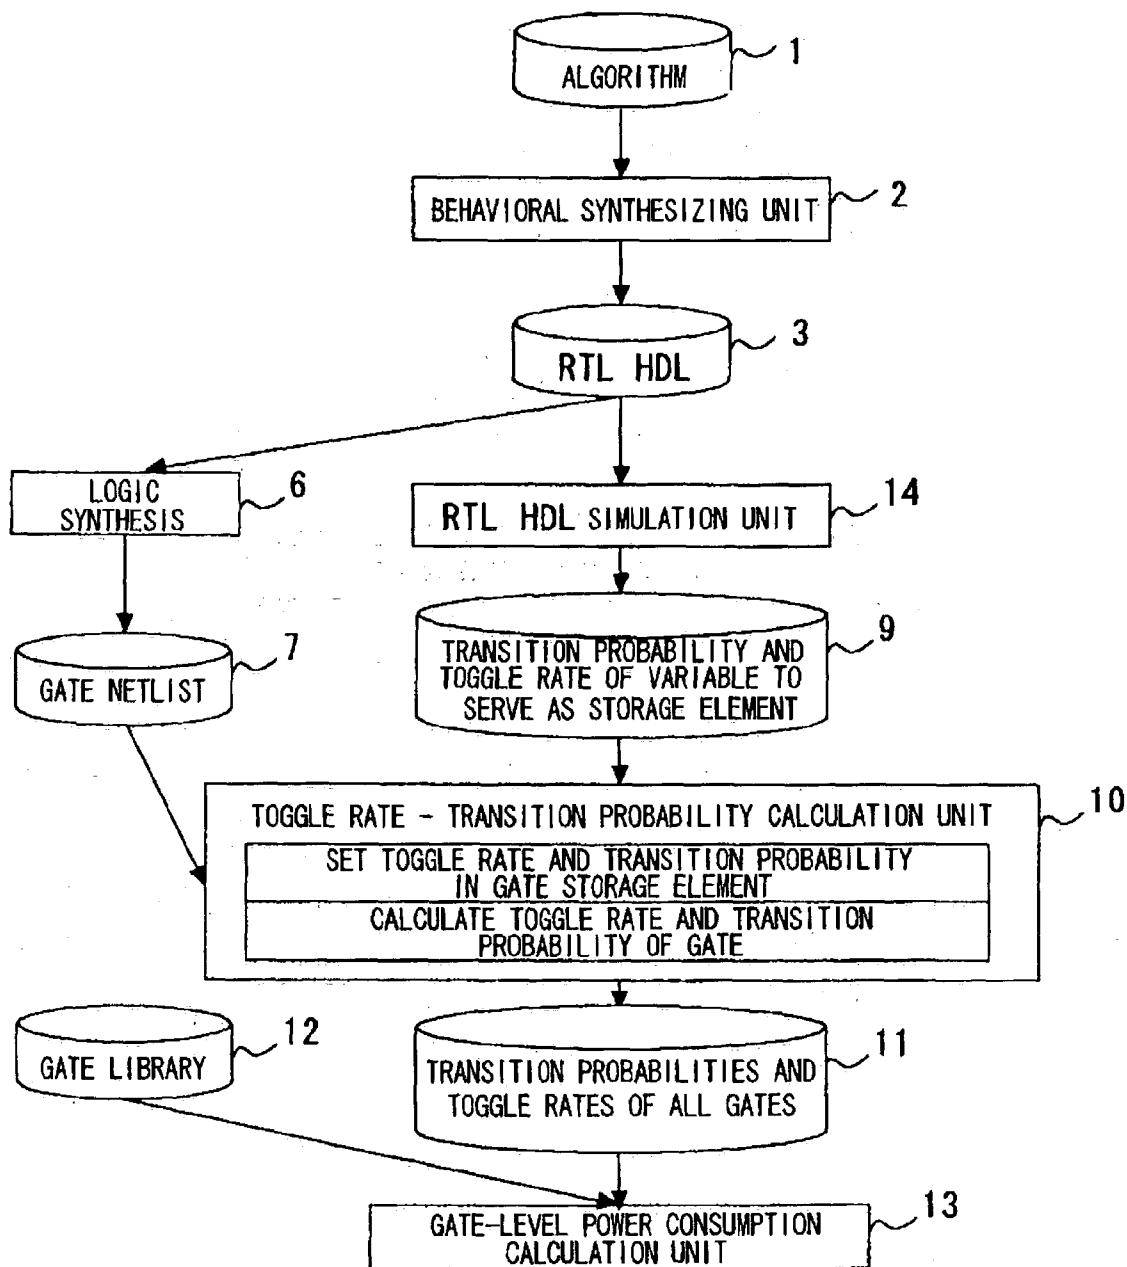 1
ALGORITHM
2
BEHAVIORAL SYNTHESIZING UNIT
3
RTL HDL
6
LOGIC
SYNTHESIS
14
RTL HDL SIMULATION UNIT
7
GATE NETLIST
9
TRANSITION PROBABILITY AND
TOGGLE RATE OF VARIABLE TO
SERVE AS STORAGE ELEMENT
10
TOGGLE RATE - TRANSITION PROBABILITY CALCULATION UNIT
SET TOGGLE RATE AND TRANSITION PROBABILITY
IN GATE STORAGE ELEMENT
CALCULATE TOGGLE RATE AND TRANSITION
PROBABILITY OF GATE
12
GATE LIBRARY
11
TRANSITION PROBABILITIES AND
TOGGLE RATES OF ALL GATES
13
GATE-LEVEL POWER CONSUMPTION
CALCULATION UNIT